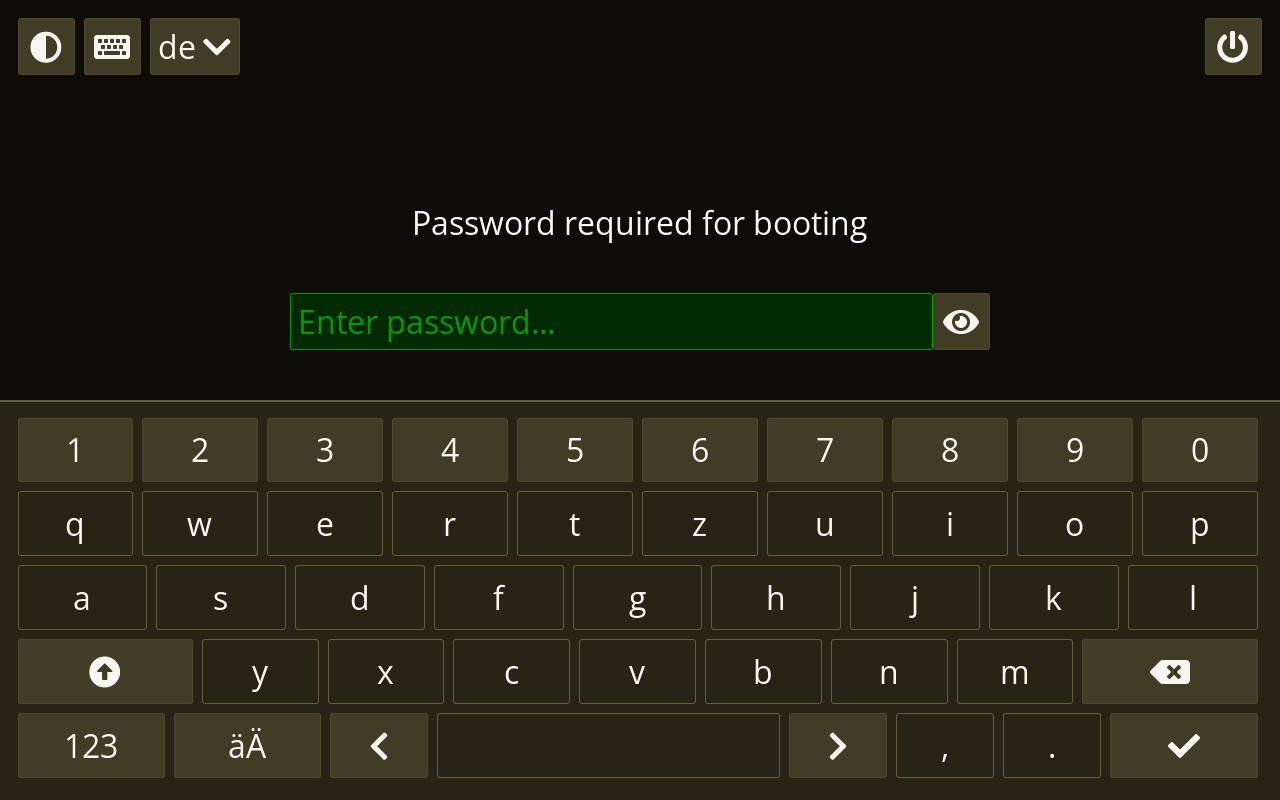 de
Password required for booting
Enter password...
1 2 3 4 5 6 7 8 9 0
q w e r t z u i o p
a s d f g h j k l
y x c v b n m
123 äÄ , .